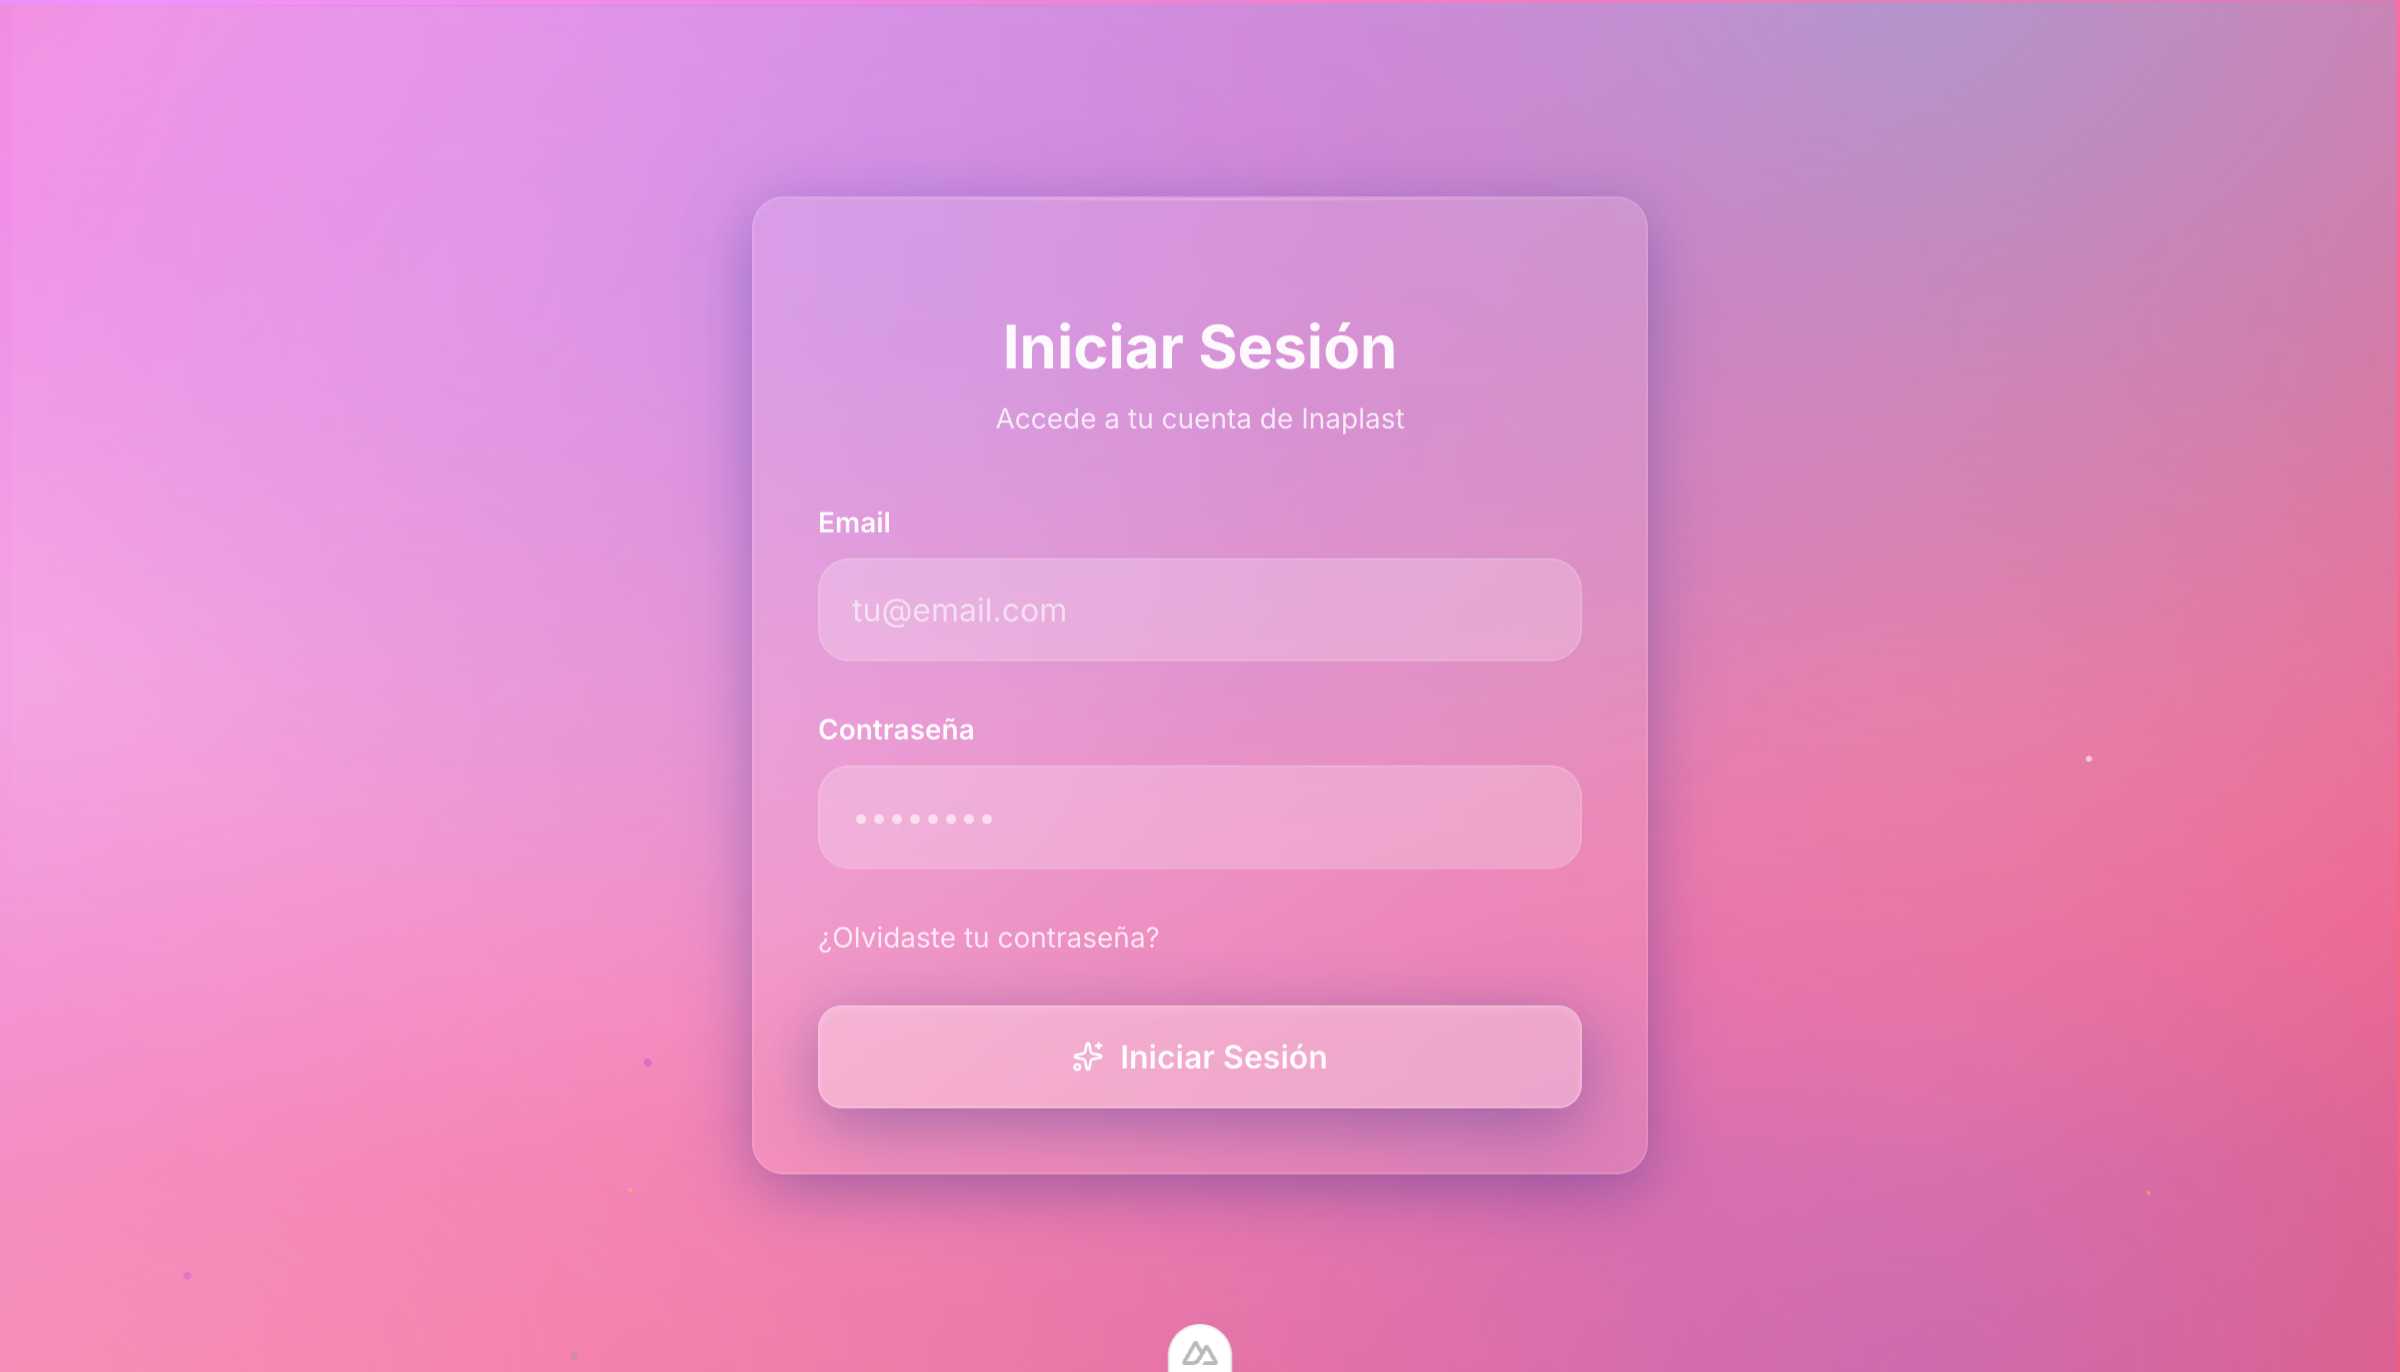 Iniciar Sesión
Accede a tu cuenta de Inaplast
Email
tu@email.com
Contraseña
••••••••
¿Olvidaste tu contraseña?
Iniciar Sesión